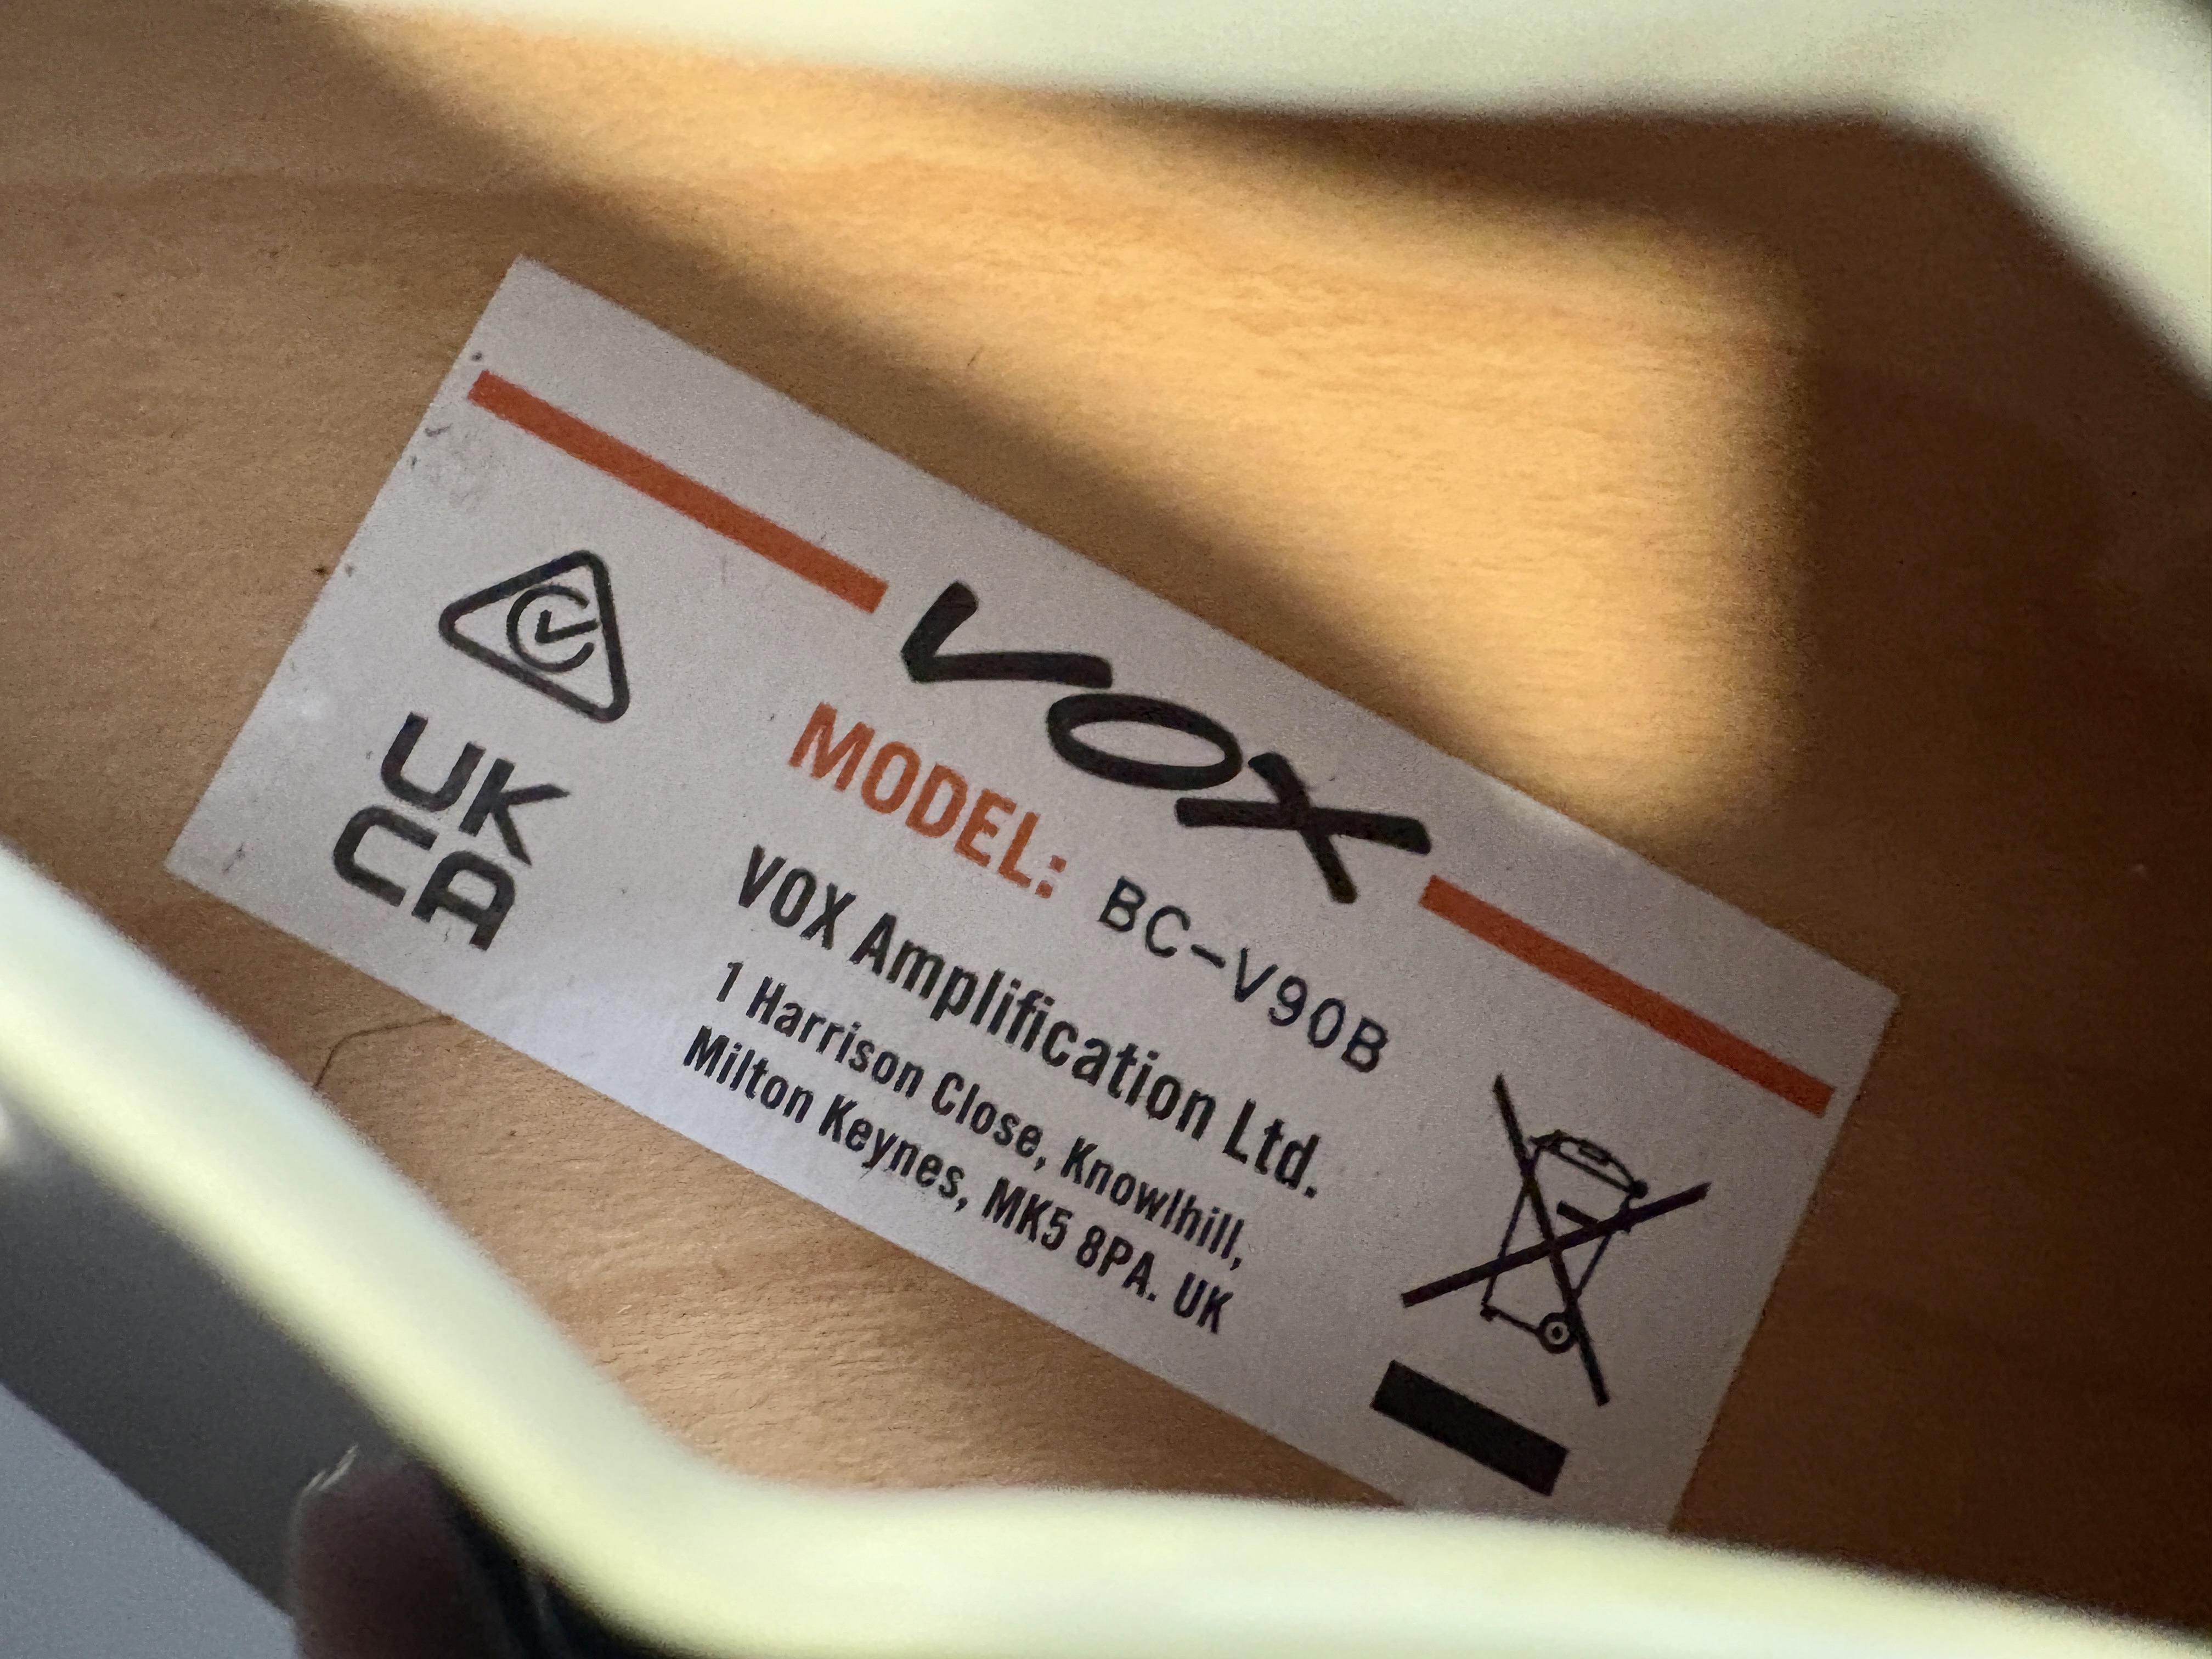 VOX
MODEL: BC-V90B
UK
CA
VOX Amplification Ltd.
1 Harrison Close, Knowlhill,
Milton Keynes, MK5 8PA. UK